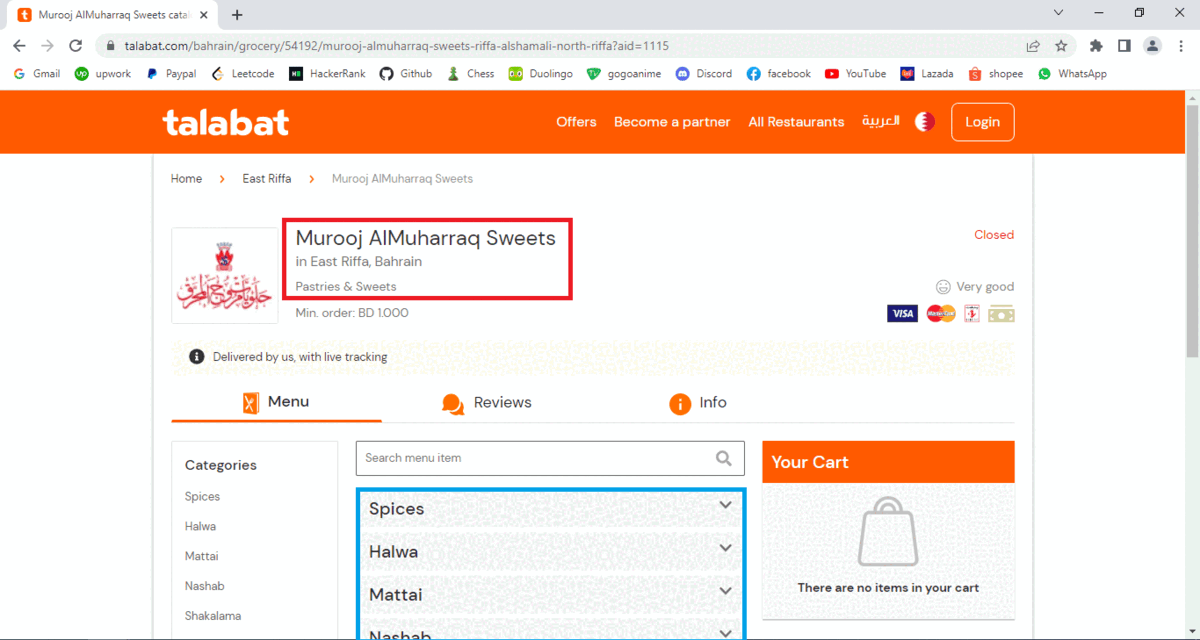 Murooj AlMuharraq Sweets catal
talabat.com/bahrain/grocery/54192/murooj-almuharraq-sweets-riffa-alshamali-north-riffa?aid=1115
Gmail upwork Paypal Leetcode HackerRank Github Chess Duolingo gogoanime Discord facebook YouTube Lazada shopee WhatsApp
talabat Offers Become a partner All Restaurants العربية Login
Home > East Riffa > Murooj AlMuharraq Sweets
Murooj AlMuharraq Sweets
Closed
in East Riffa, Bahrain
Pastries & Sweets
Very good
Min. order: BD 1.000
VISA MasterCard
Delivered by us, with live tracking
Menu Reviews Info
Categories
Spices
Halwa
Mattai
Nashab
Shakalama
Search menu item
Spices
Halwa
Mattai
Nashab
Your Cart
There are no items in your cart